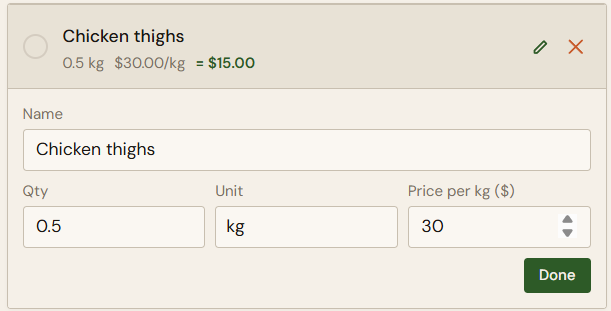 Chicken thighs
0.5 kg $30.00/kg = $15.00
Name
Chicken thighs
Qty Unit Price per kg ($)
0.5 kg 30
Done